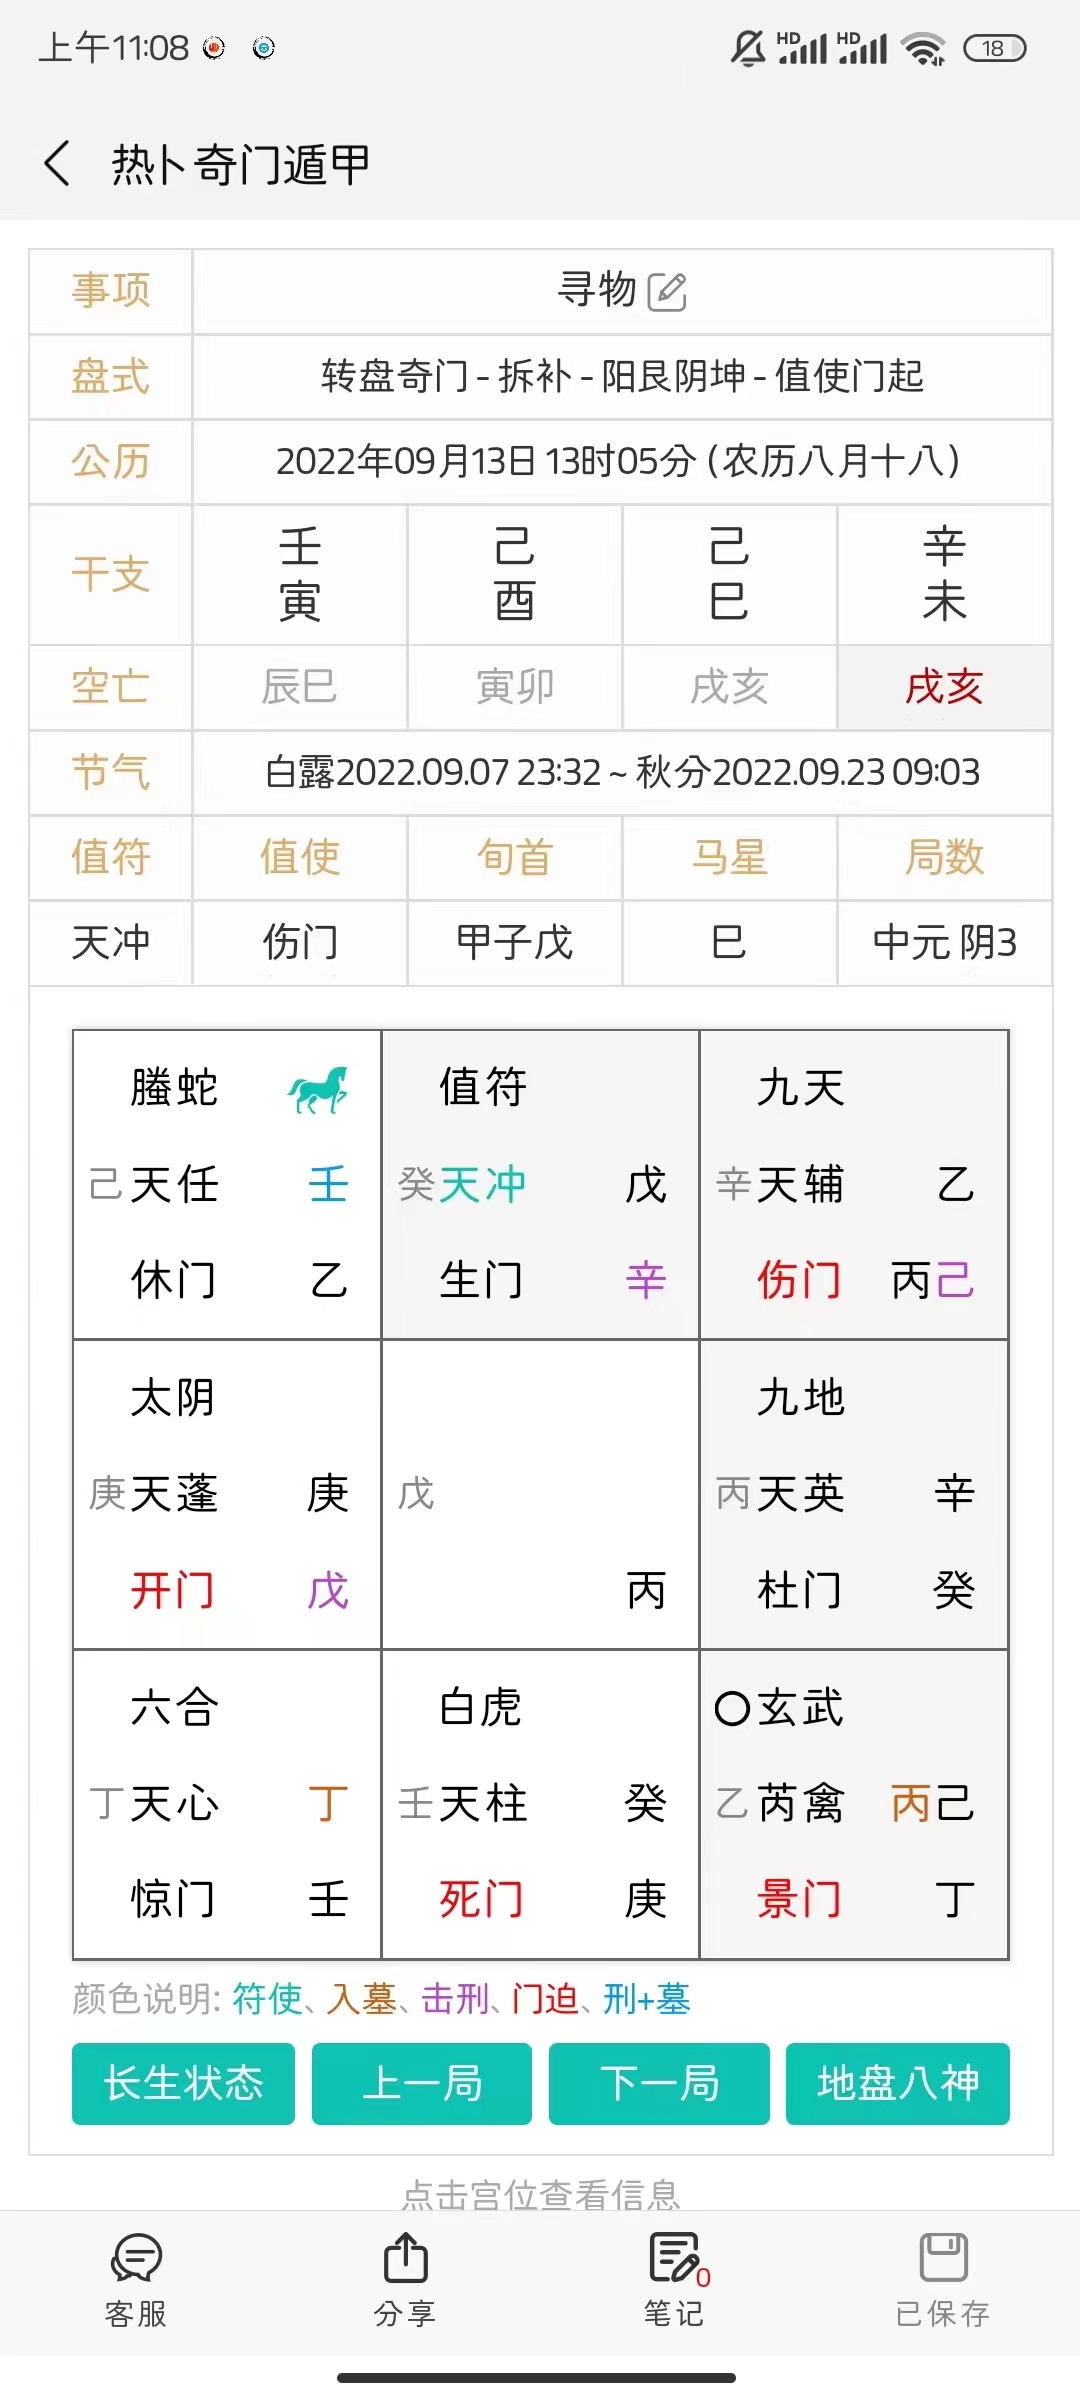 上午11:08 HD HD 18
热卜奇门遁甲
事项 寻物
盘式 转盘奇门-拆补-阳艮阴坤-值使门起
公历 2022年09月13日 13时05分 (农历八月十八)
干支 壬寅 己酉 己巳 辛未
空亡 辰巳 寅卯 戌亥 戌亥
节气 白露2022.09.07 23:32 ~ 秋分2022.09.23 09:03
值符 值使 旬首 马星 局数
天冲 伤门 甲子戊 巳 中元 阴3
螣蛇 值符 九天
己天任 壬 癸天冲 戊 辛天辅 乙
休门 乙 生门 辛 伤门 丙己
太阴 九地
庚天蓬 庚 戊 丙天英 辛
开门 戊 丙 杜门 癸
六合 白虎 〇玄武
丁天心 丁 壬天柱 癸 乙芮禽 丙己
惊门 壬 死门 庚 景门 丁
颜色说明: 符使、入墓、击刑、门迫、刑+墓
长生状态 上一局 下一局 地盘八神
点击宫位查看信息
0
客服 分享 笔记 已保存